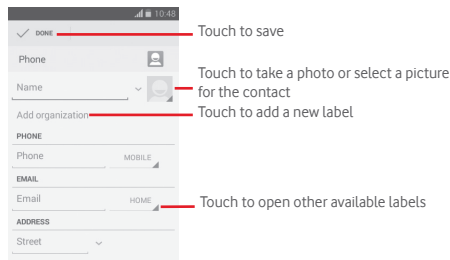 10:48
DONE
Touch to save
Phone
Name
Touch to take a photo or select a picture
for the contact
Add organization
Touch to add a new label
PHONE
Phone MOBILE
EMAIL
Email HOME
Touch to open other available labels
ADDRESS
Street